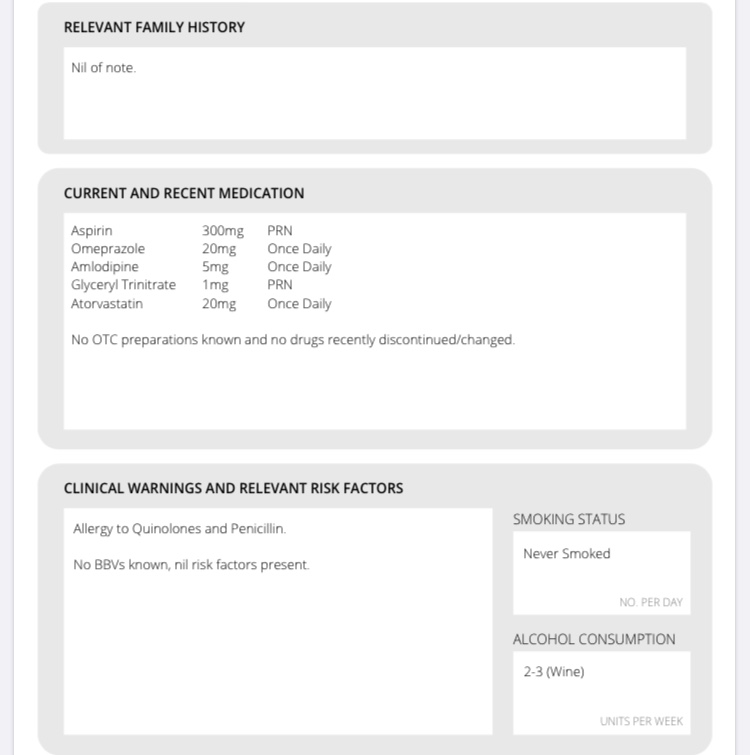 RELEVANT FAMILY HISTORY
Nil of note.
CURRENT AND RECENT MEDICATION
Aspirin 300mg PRN
Omeprazole 20mg Once Daily
Amlodipine 5mg Once Daily
Glyceryl Trinitrate 1mg PRN
Atorvastatin 20mg Once Daily
No OTC preparations known and no drugs recently discontinued/changed.
CLINICAL WARNINGS AND RELEVANT RISK FACTORS
Allergy to Quinolones and Penicillin.
No BBVs known, nil risk factors present.
SMOKING STATUS
Never Smoked
NO. PER DAY
ALCOHOL CONSUMPTION
2-3 (Wine)
UNITS PER WEEK